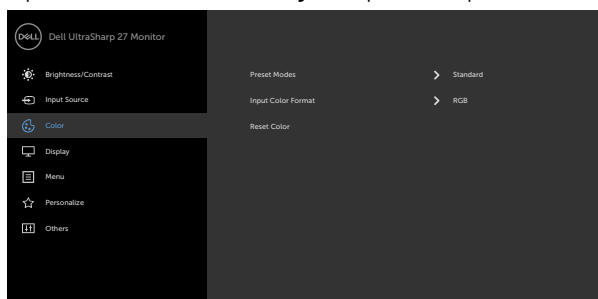 DELL Dell UltraSharp 27 Monitor
Brightness/Contrast
Preset Modes Standard
Input Source
Input Color Format RGB
Color
Reset Color
Display
Menu
Personalize
Others